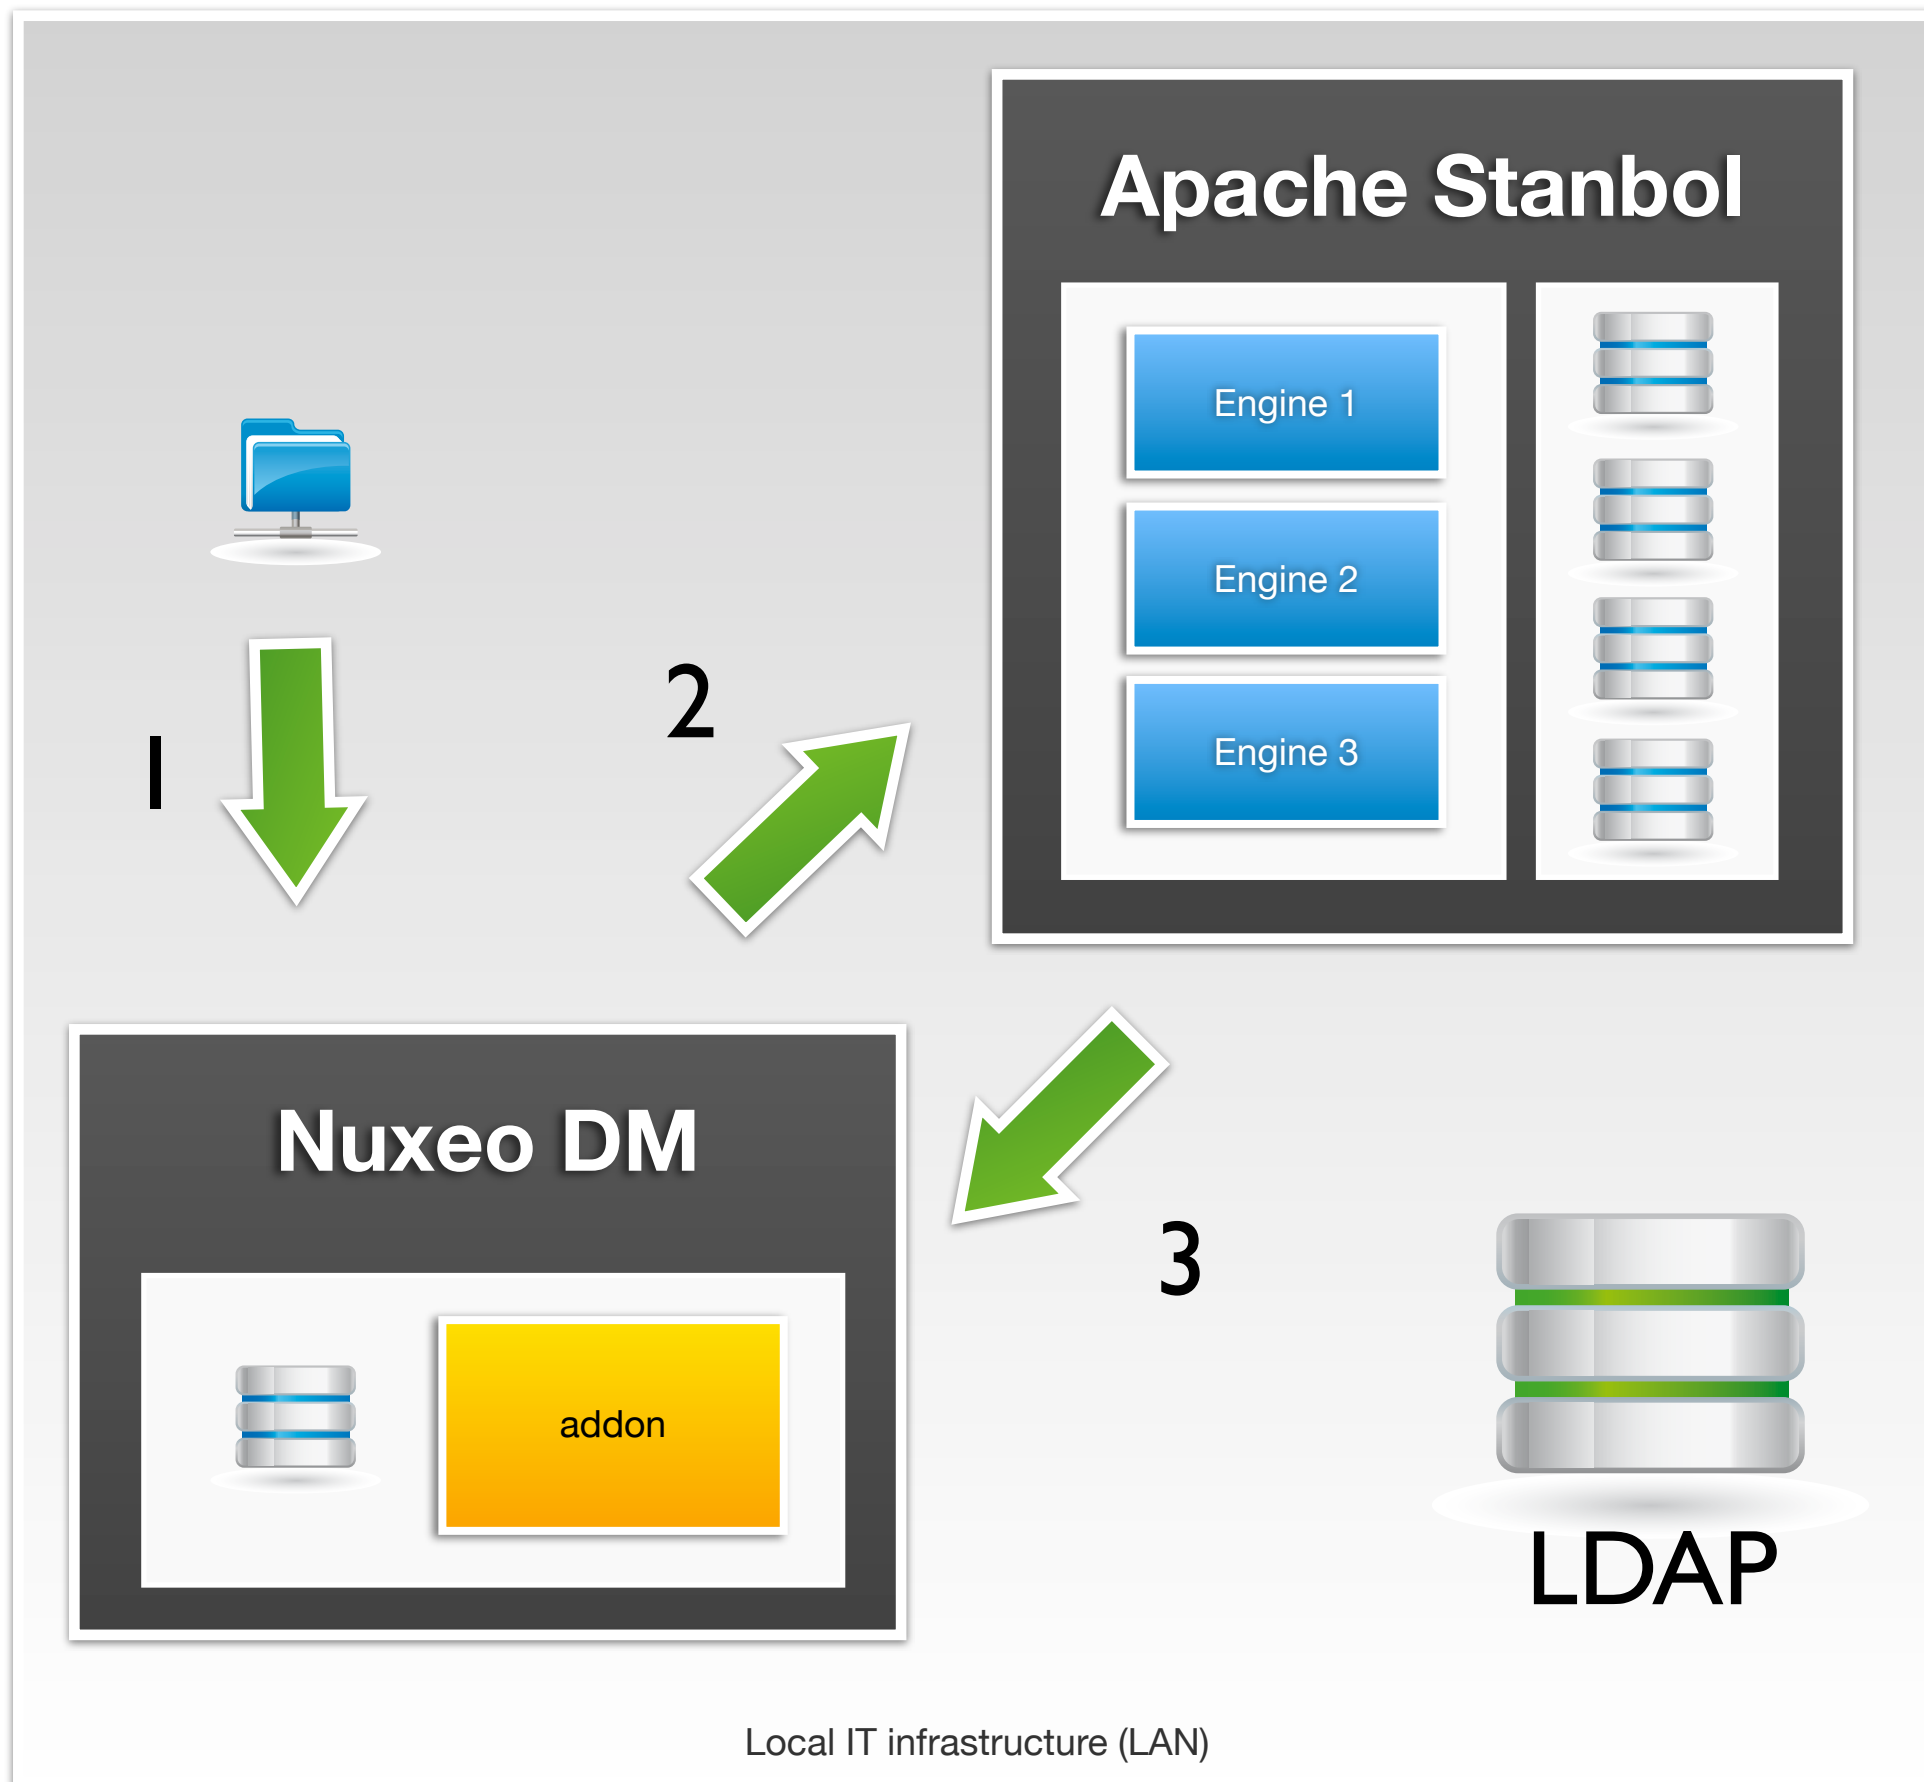 Apache Stanbol
Engine 1
Engine 2
Engine 3
1
2
Nuxeo DM
addon
3
LDAP
Local IT infrastructure (LAN)